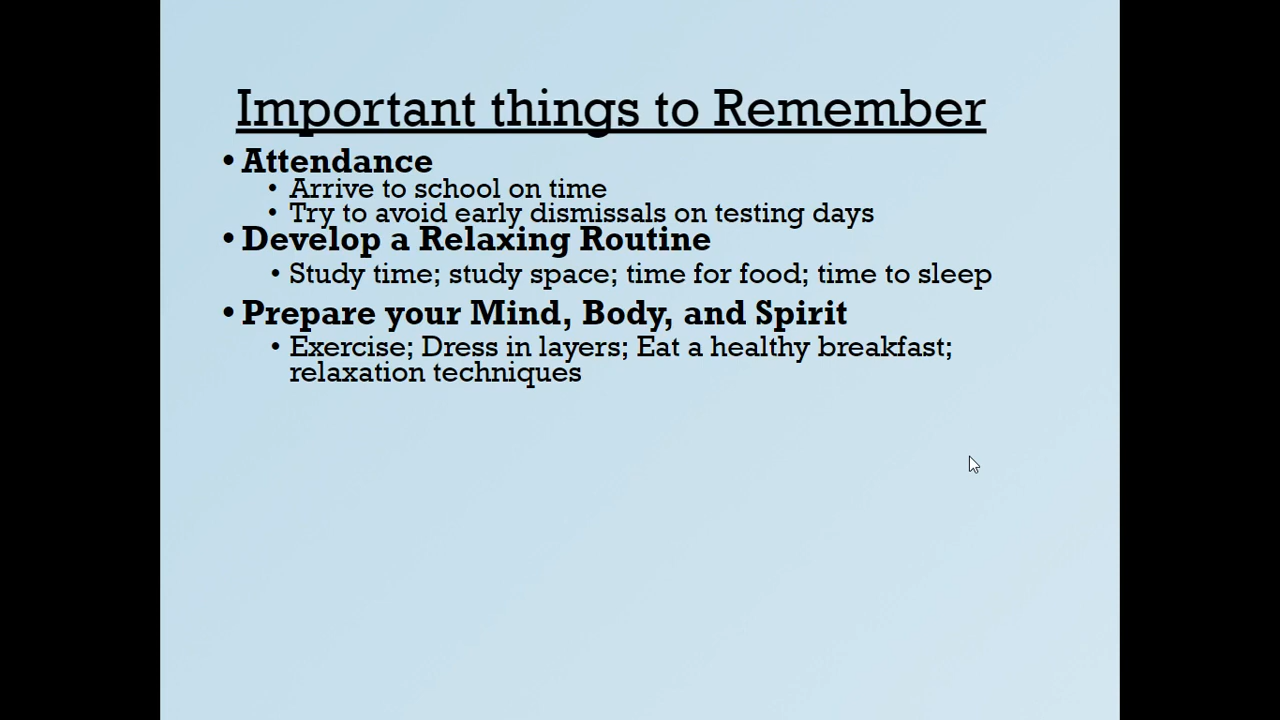 Important things to Remember
• Attendance
• Arrive to school on time
• Try to avoid early dismissals on testing days
• Develop a Relaxing Routine
• Study time; study space; time for food; time to sleep
• Prepare your Mind, Body, and Spirit
• Exercise; Dress in layers; Eat a healthy breakfast;
relaxation techniques